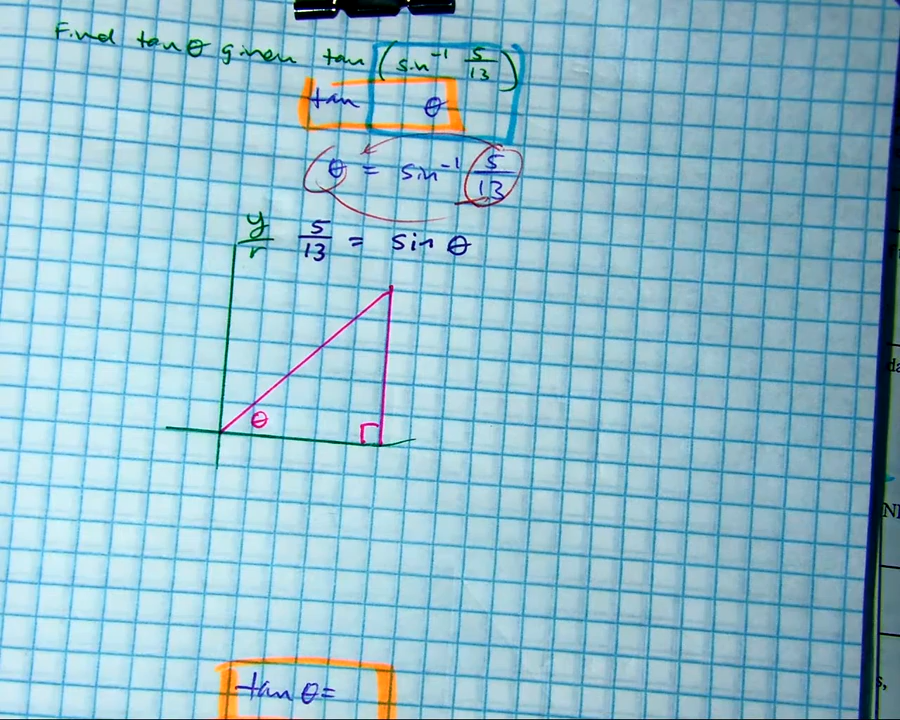 Find tan θ given tan (sin⁻¹ 5/13)
tan θ
θ = sin⁻¹ 5/13
y/r 5/13 = sin θ
θ
tan θ =